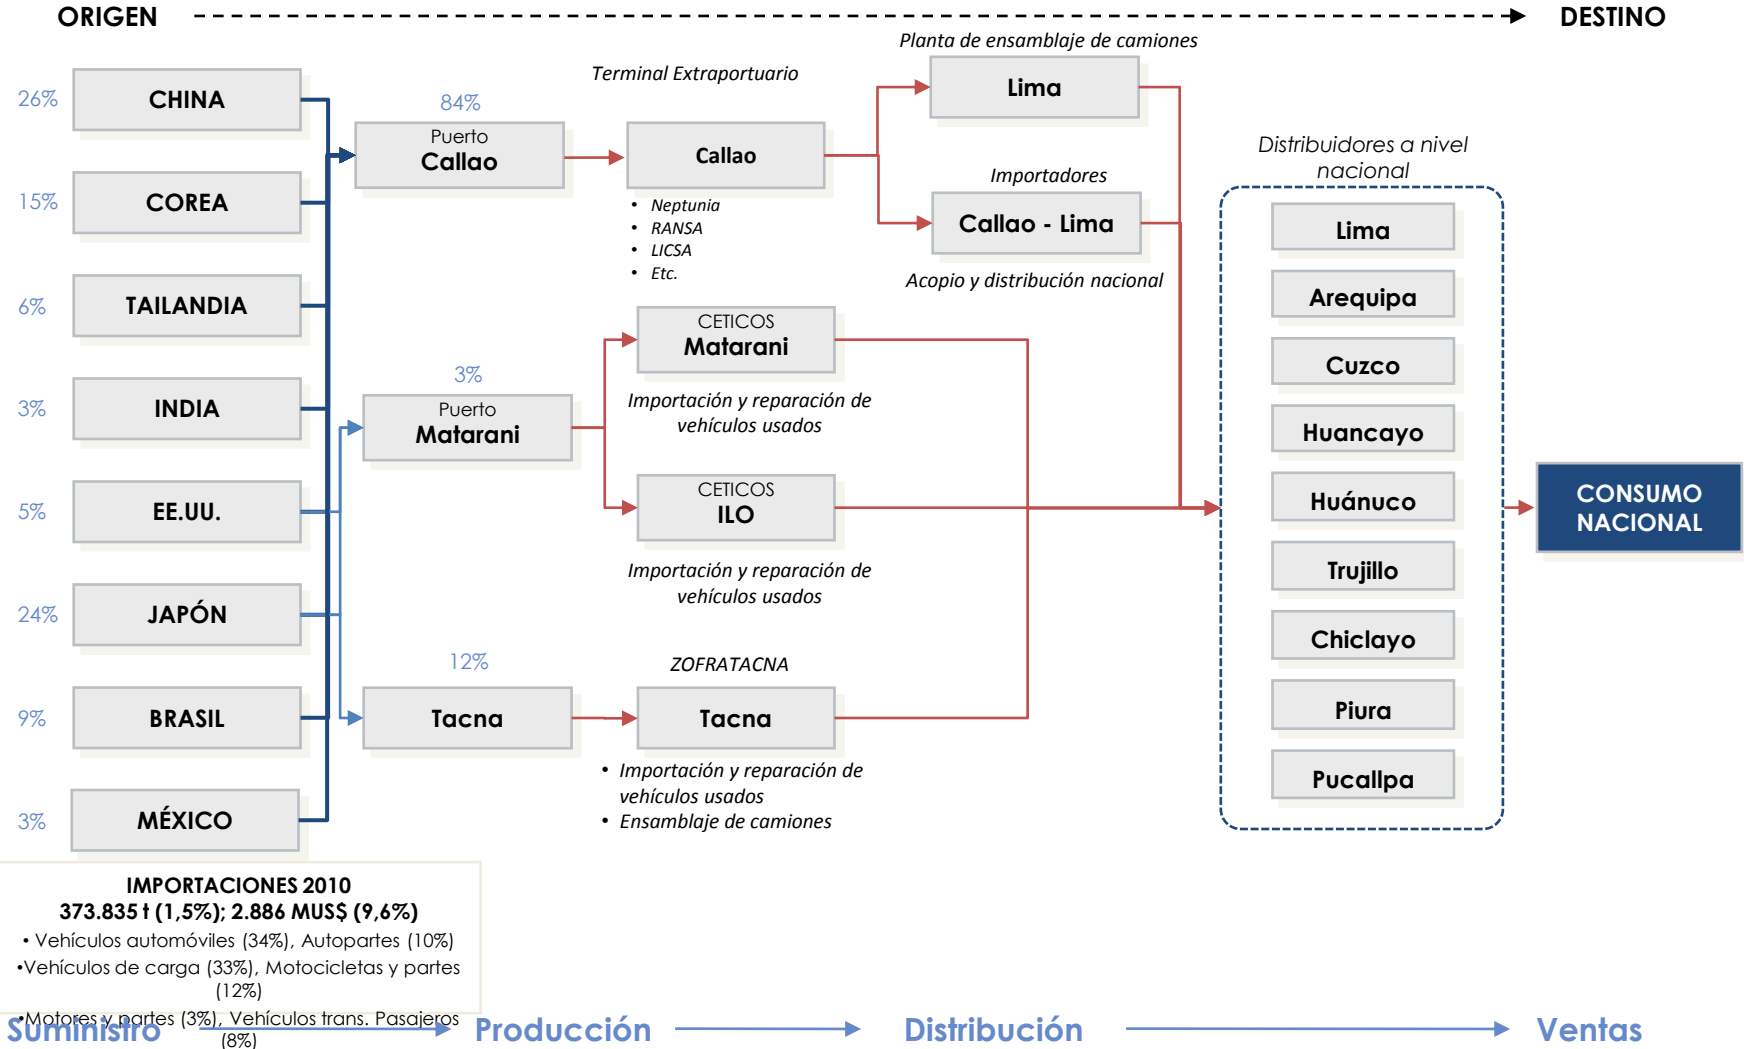 ORIGEN
DESTINO
26%
CHINA
15%
COREA
6%
TAILANDIA
3%
INDIA
5%
EE.UU.
24%
JAPÓN
9%
BRASIL
3%
MÉXICO
84%
Puerto
Callao
3%
Puerto
Matarani
12%
Tacna
Terminal Extraportuario
Callao
• Neptunia
• RANSA
• LICSA
• Etc.
CETICOS
Matarani
Importación y reparación de
vehículos usados
CETICOS
ILO
Importación y reparación de
vehículos usados
ZOFRATACNA
Tacna
• Importación y reparación de
vehículos usados
• Ensamblaje de camiones
Planta de ensamblaje de camiones
Lima
Importadores
Callao - Lima
Acopio y distribución nacional
Distribuidores a nivel
nacional
Lima
Arequipa
Cuzco
Huancayo
Huánuco
Trujillo
Chiclayo
Piura
Pucallpa
CONSUMO
NACIONAL
IMPORTACIONES 2010
373.835 t (1,5%); 2.886 MUS$ (9,6%)
• Vehículos automóviles (34%), Autopartes (10%)
•Vehículos de carga (33%), Motocicletas y partes
(12%)
•Motores y partes (3%), Vehículos trans. Pasajeros
(8%)
Suministro
Producción
Distribución
Ventas